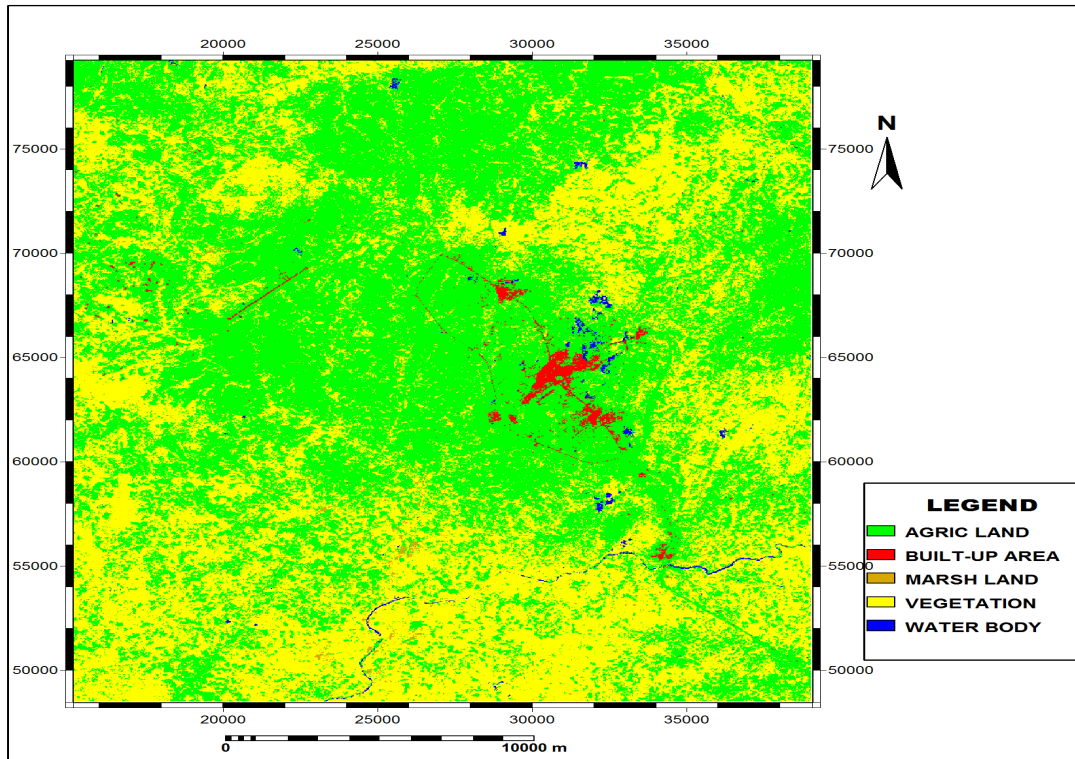 20000 25000 30000 35000
N
75000 75000
70000 70000
65000 65000
60000 60000
LEGEND
AGRIC LAND
BUILT-UP AREA
55000 55000
MARSH LAND
VEGETATION
WATER BODY
50000 50000
20000 25000 30000 35000
0 10000 m